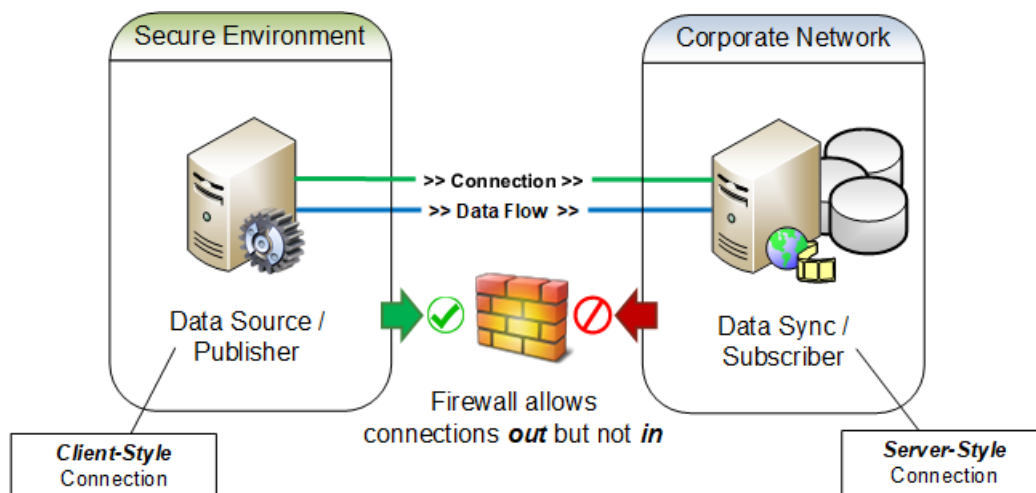 Secure Environment
Corporate Network
>> Connection >>
>> Data Flow >>
Data Source /
Publisher
Data Sync /
Subscriber
Firewall allows
connections out but not in
Client-Style
Connection
Server-Style
Connection